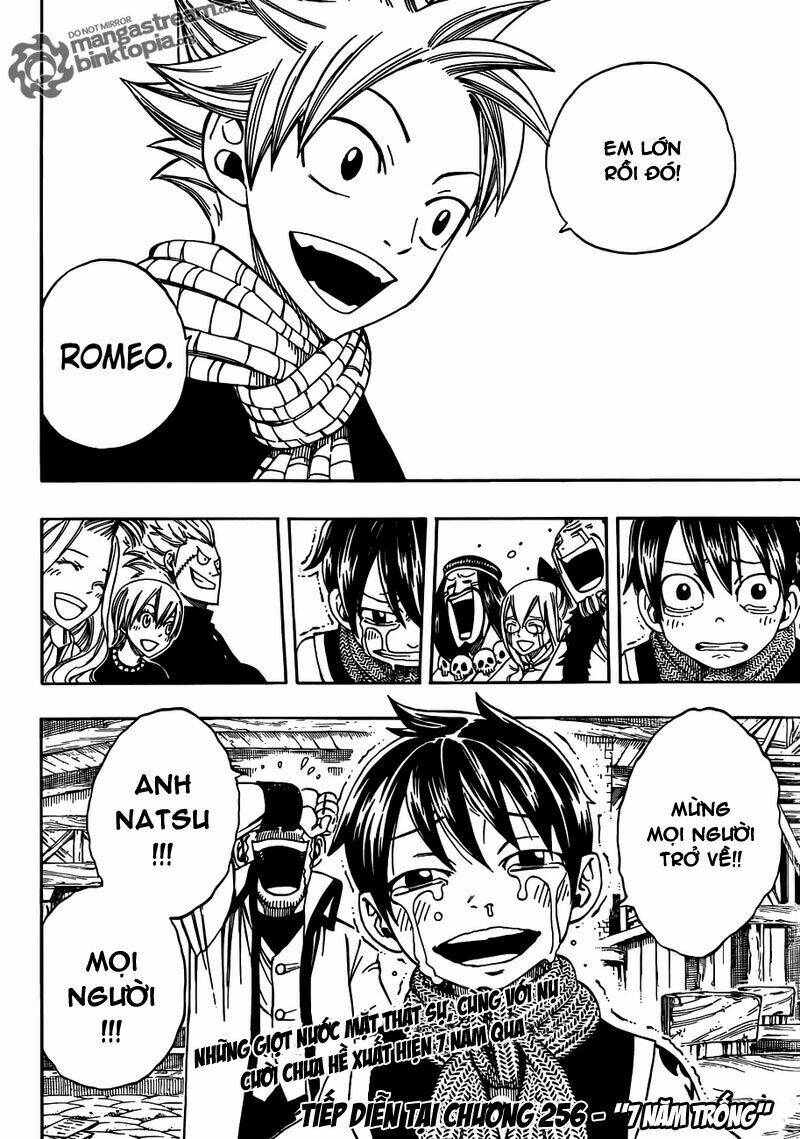 DO NOT MIRROR
mangastream.com
binktopia.com
EM LỚN
RỒI ĐÓ!
ROMEO.
MỪNG
MỌI NGƯỜI
TRỞ VỀ!!
ANH
NATSU
!!!
MỌI
NGƯỜI
!!!
NHỮNG GIỌT NƯỚC MẮT THẬT SỰ, CÙNG VỚI NỤ
CƯỜI CHƯA HỀ XUẤT HIỆN 7 NĂM QUA
TIẾP DIỄN TẠI CHƯƠNG 256 - "7 NĂM TRỐNG"